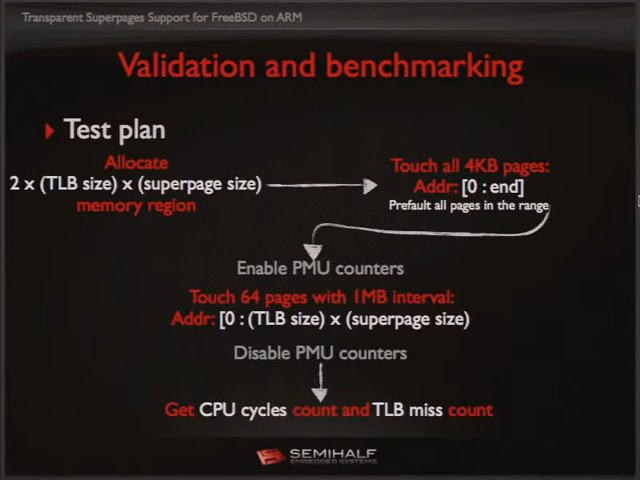 Transparent Superpages Support for FreeBSD on ARM
Validation and benchmarking
Test plan
Allocate
2 x (TLB size) x (superpage size)
memory region
Touch all 4KB pages:
Addr: [0 : end]
Prefault all pages in the range
Enable PMU counters
Touch 64 pages with 1MB interval:
Addr: [0 : (TLB size) x (superpage size)
Disable PMU counters
Get CPU cycles count and TLB miss count
SEMIHALF
EMBEDDED SYSTEMS